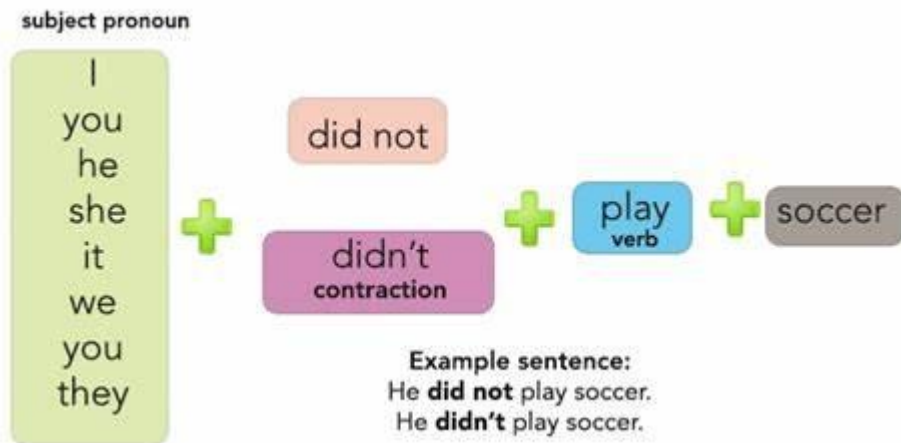 subject pronoun
I
you
he
she
it
we
you
they
did not
didn't
contraction
play
verb
soccer
Example sentence:
He did not play soccer.
He didn't play soccer.